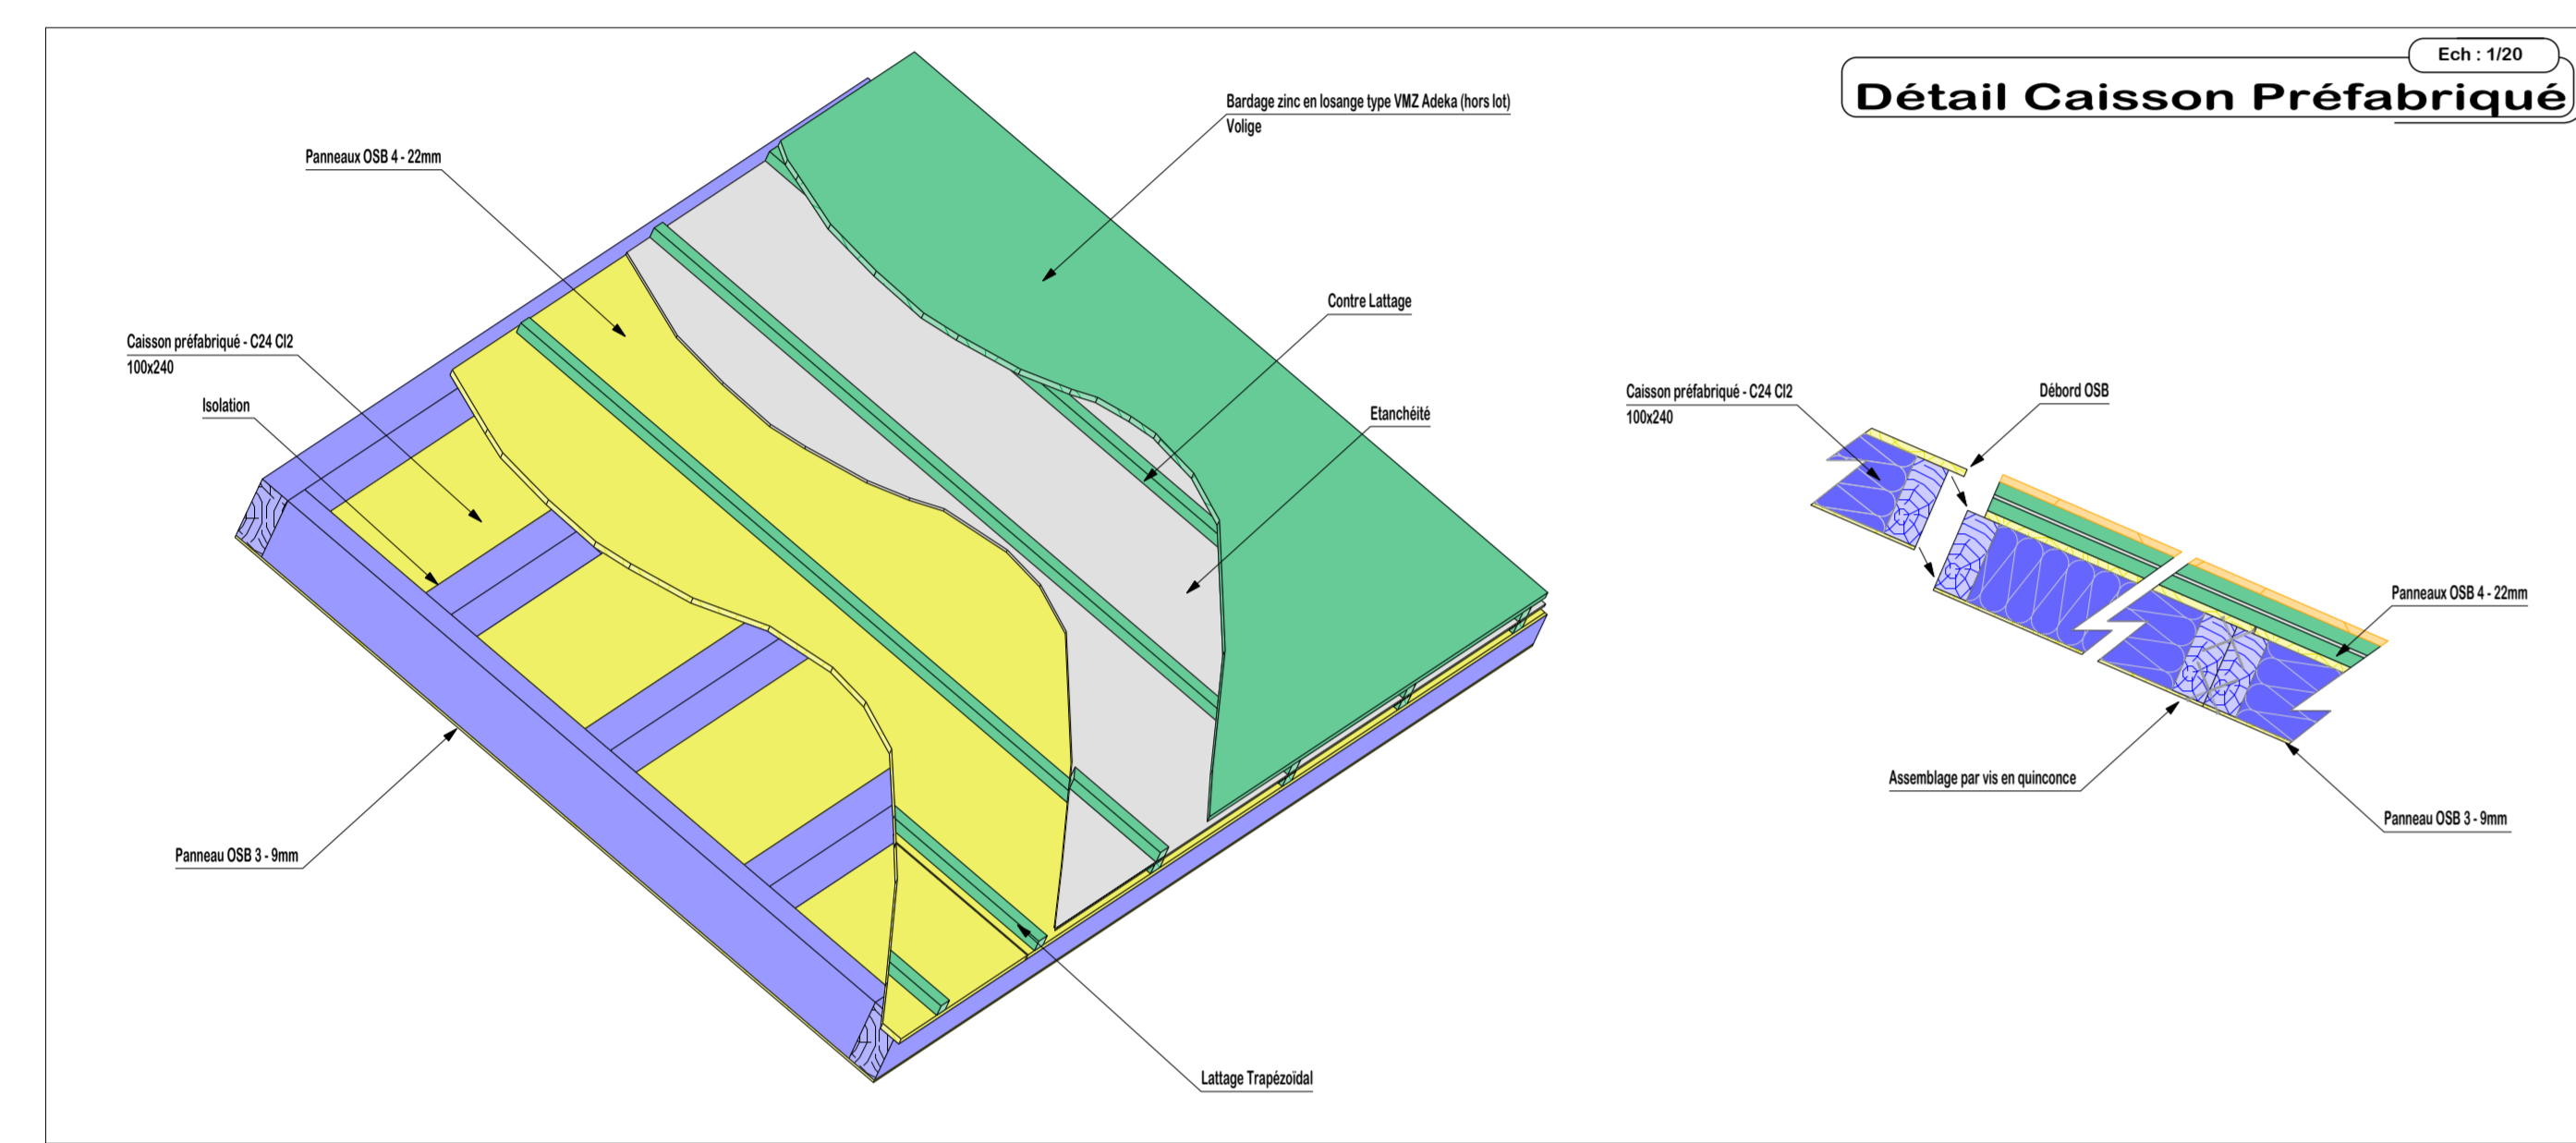 Ech : 1/20
Détail Caisson Préfabriqué
Bardage zinc en losange type VMZ Adeka (hors lot)
Volige
Panneaux OSB 4 - 22mm
Contre Lattage
Caisson préfabriqué - C24 Cl2
100x240
Isolation
Etanchéité
Panneau OSB 3 - 9mm
Lattage Trapézoïdal
Caisson préfabriqué - C24 Cl2
100x240
Débord OSB
Panneaux OSB 4 - 22mm
Assemblage par vis en quinconce
Panneau OSB 3 - 9mm